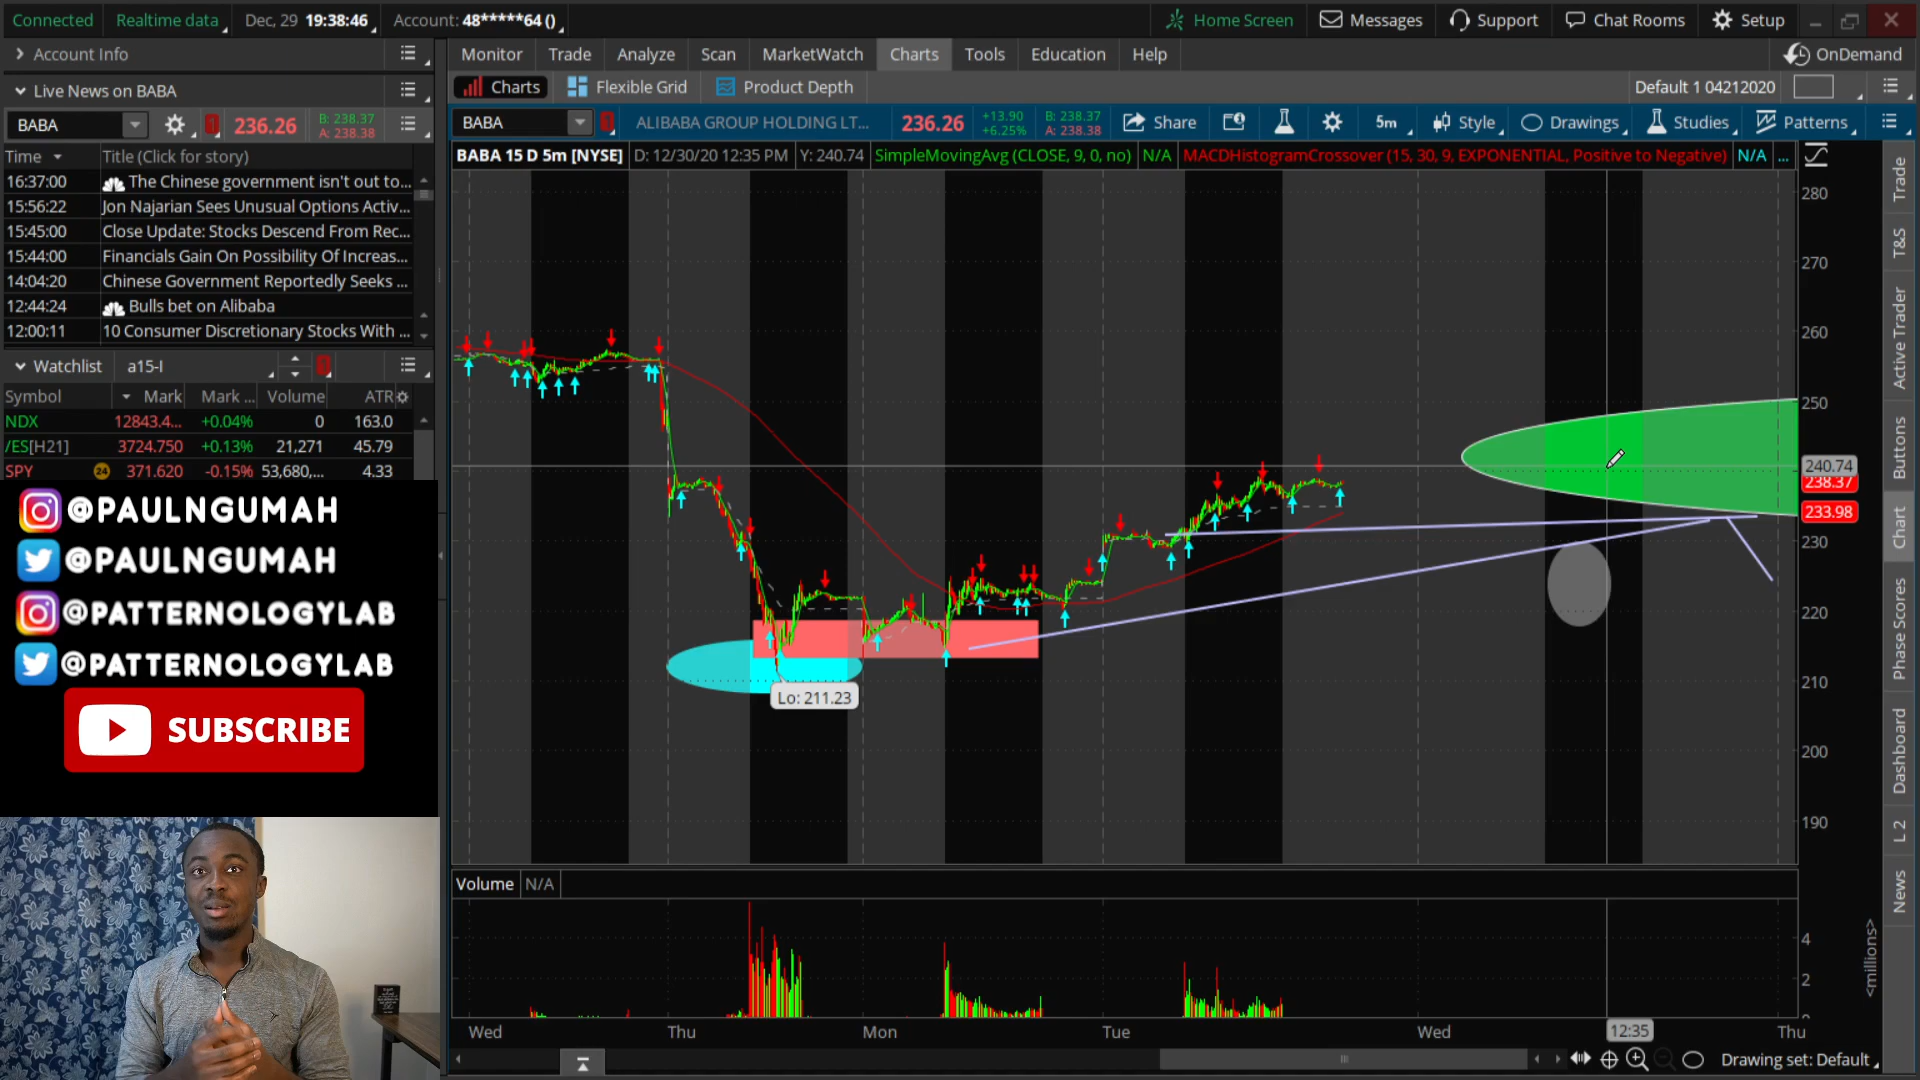 Connected Realtime data Dec, 29 19:38:46 Account: 48*****64 () Home Screen Messages Support Chat Rooms Setup
Account Info
Monitor Trade Analyze Scan MarketWatch Charts Tools Education Help OnDemand
Live News on BABA
Charts Flexible Grid Product Depth Default 1 04212020
BABA 236.26 B: 238.37 A: 238.38
BABA ALIBABA GROUP HOLDING LT... 236.26 +13.90 +6.25% B: 238.37 A: 238.38 Share 5m Style Drawings Studies Patterns
Time Title (Click for story)
BABA 15 D 5m [NYSE] D: 12/30/20 12:35 PM Y: 240.74 SimpleMovingAvg (CLOSE, 9, 0, no) N/A MACDHistogramCrossover (15, 30, 9, EXPONENTIAL, Positive to Negative) N/A ...
16:37:00 The Chinese government isn't out to...
15:56:22 Jon Najarian Sees Unusual Options Activ...
15:45:00 Close Update: Stocks Descend From Rec...
15:44:00 Financials Gain On Possibility Of Increas...
14:04:20 Chinese Government Reportedly Seeks ...
12:44:24 Bulls bet on Alibaba
12:00:11 10 Consumer Discretionary Stocks With ...
Watchlist a15-I
Symbol Mark Mark ... Volume ATR
NDX 12843.4... +0.04% 0 163.0
/ES[H21] 3724.750 +0.13% 21,271 45.79
SPY 24 371.620 -0.15% 53,680,... 4.33
@PAULNGUMAH
@PAULNGUMAH
@PATTERNOLOGYLAB
@PATTERNOLOGYLAB
SUBSCRIBE
280
270
260
250
240.74
238.37
233.98
230
220
210
200
190
Lo: 211.23
Trade
T&S
Active Trader
Buttons
Chart
Phase Scores
Dashboard
L 2
News
Volume N/A
4
2
<millions>
Wed Thu Mon Tue Wed 12:35 Thu
Drawing set: Default